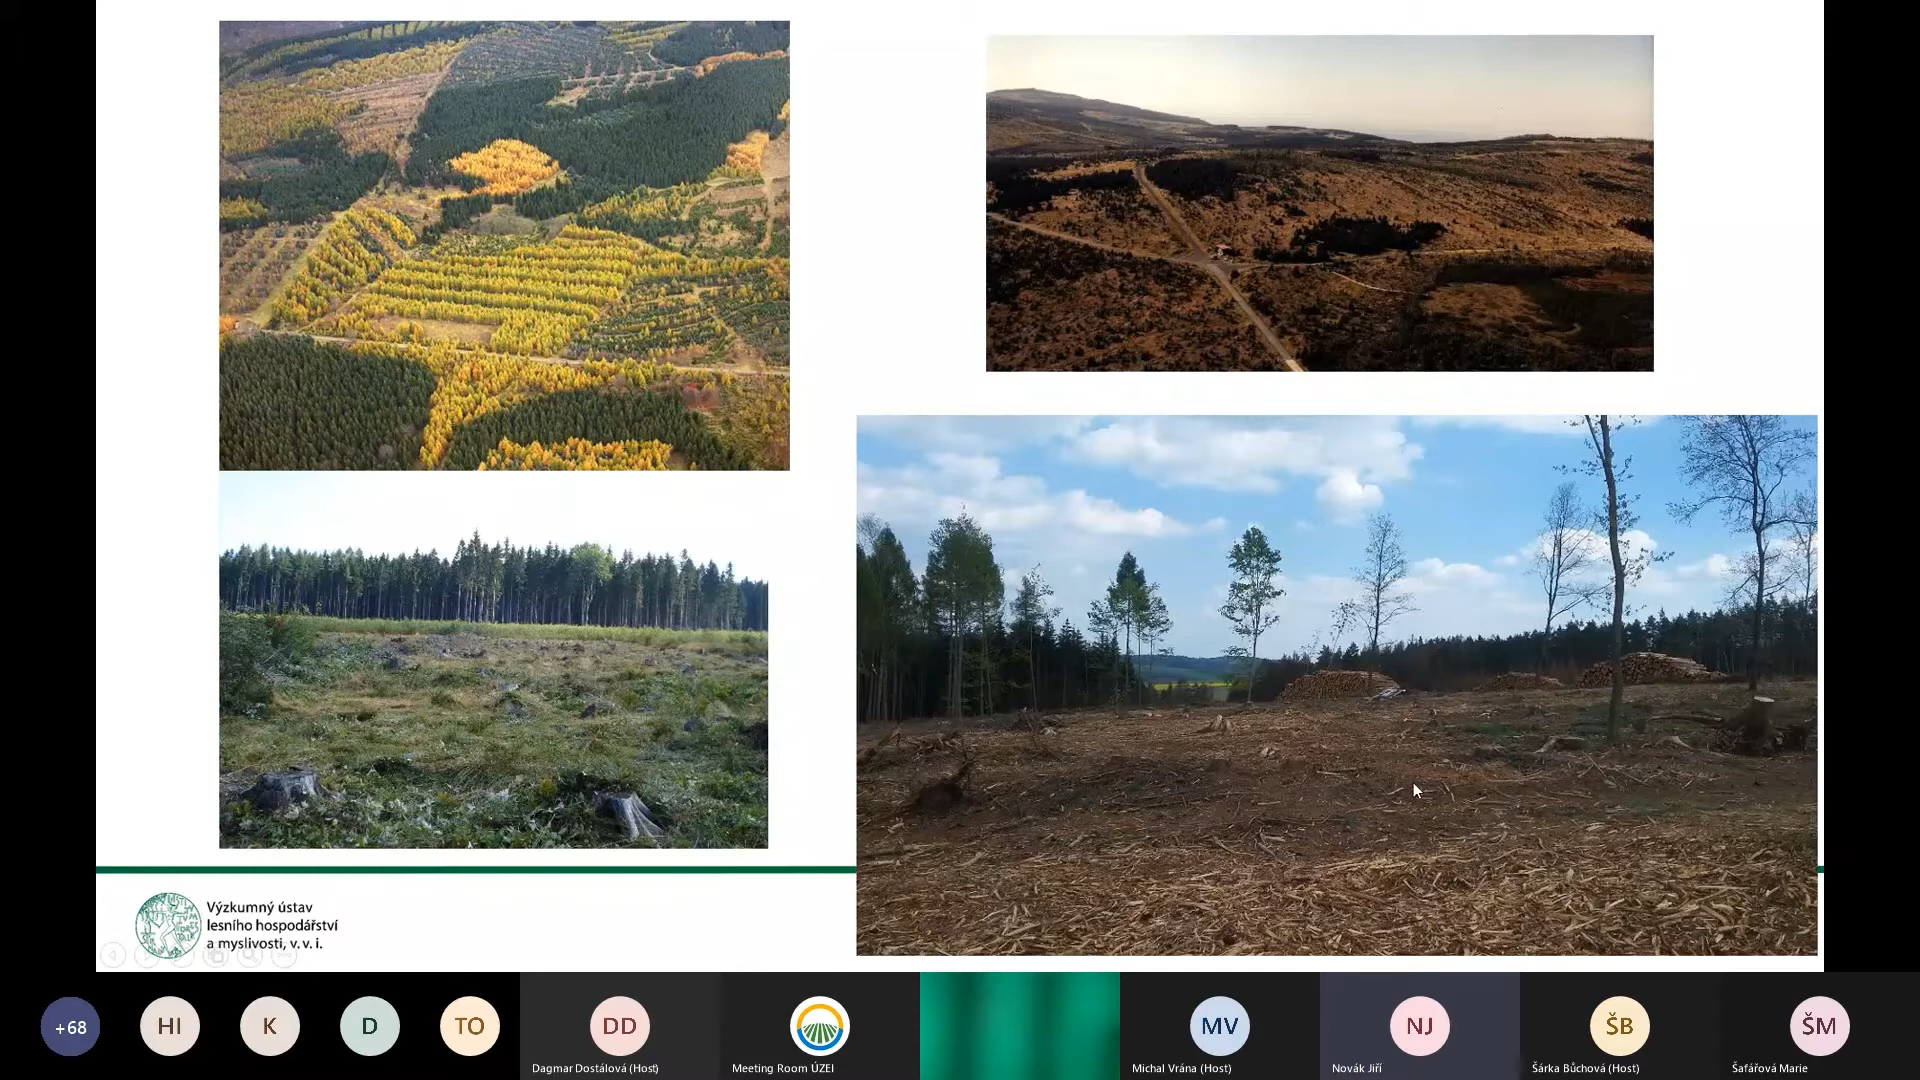 Výzkumný ústav
lesního hospodářství
a myslivosti, v. v. i.
+68
HI
K
D
TO
DD
MV
NJ
ŠB
ŠM
Dagmar Dostálová (Host)
Meeting Room ÚZEI
Michal Vrána (Host)
Novák Jiří
Šárka Bůchová (Host)
Šafářová Marie